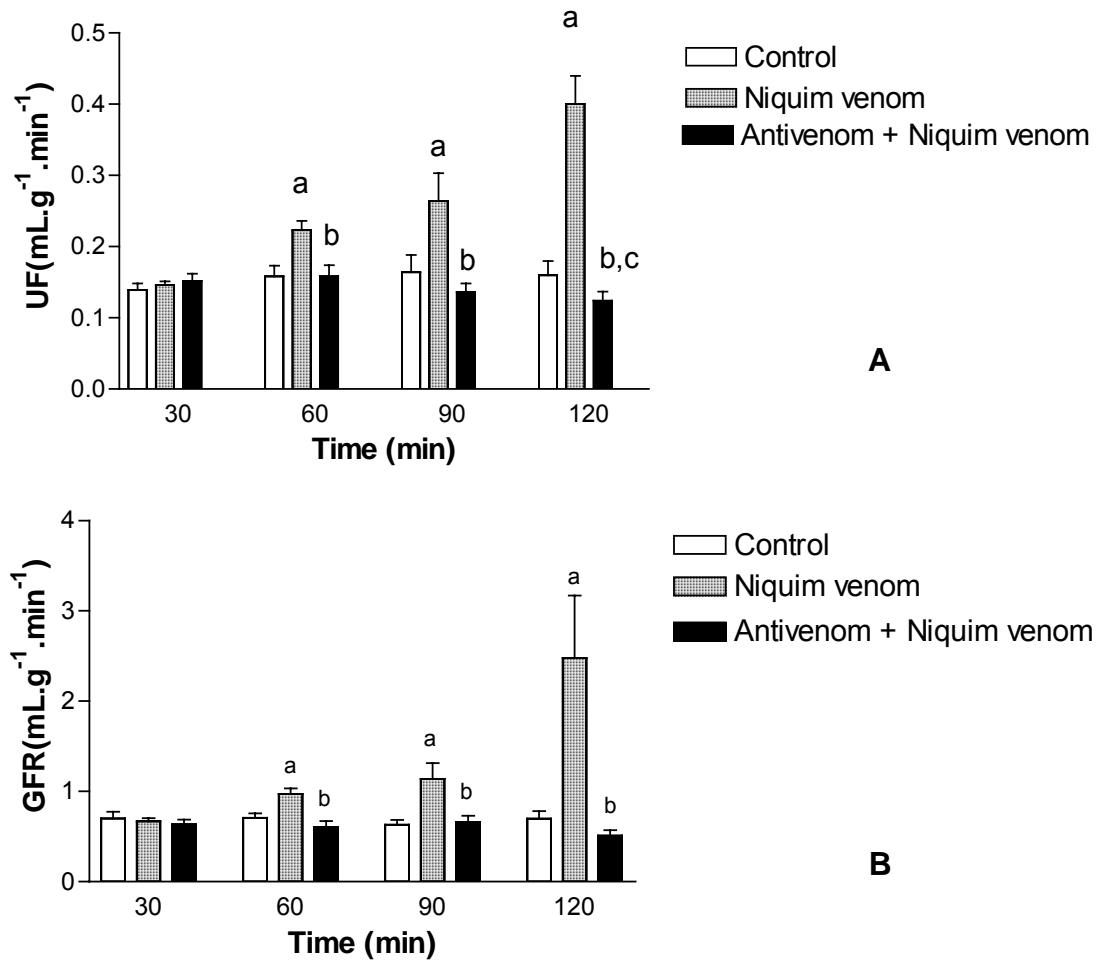 a
0.5
Control
Niquim venom
Antivenom + Niquim venom
0.4
a
0.3
a
b
b
b,c
0.2
0.1
0.0
UF(mL.g⁻¹.min⁻¹)
A
30 60 90 120
Time (min)
4
Control
Niquim venom
Antivenom + Niquim venom
a
3
2
a
a
b
b
b
1
0
GFR(mL.g⁻¹.min⁻¹)
B
30 60 90 120
Time (min)